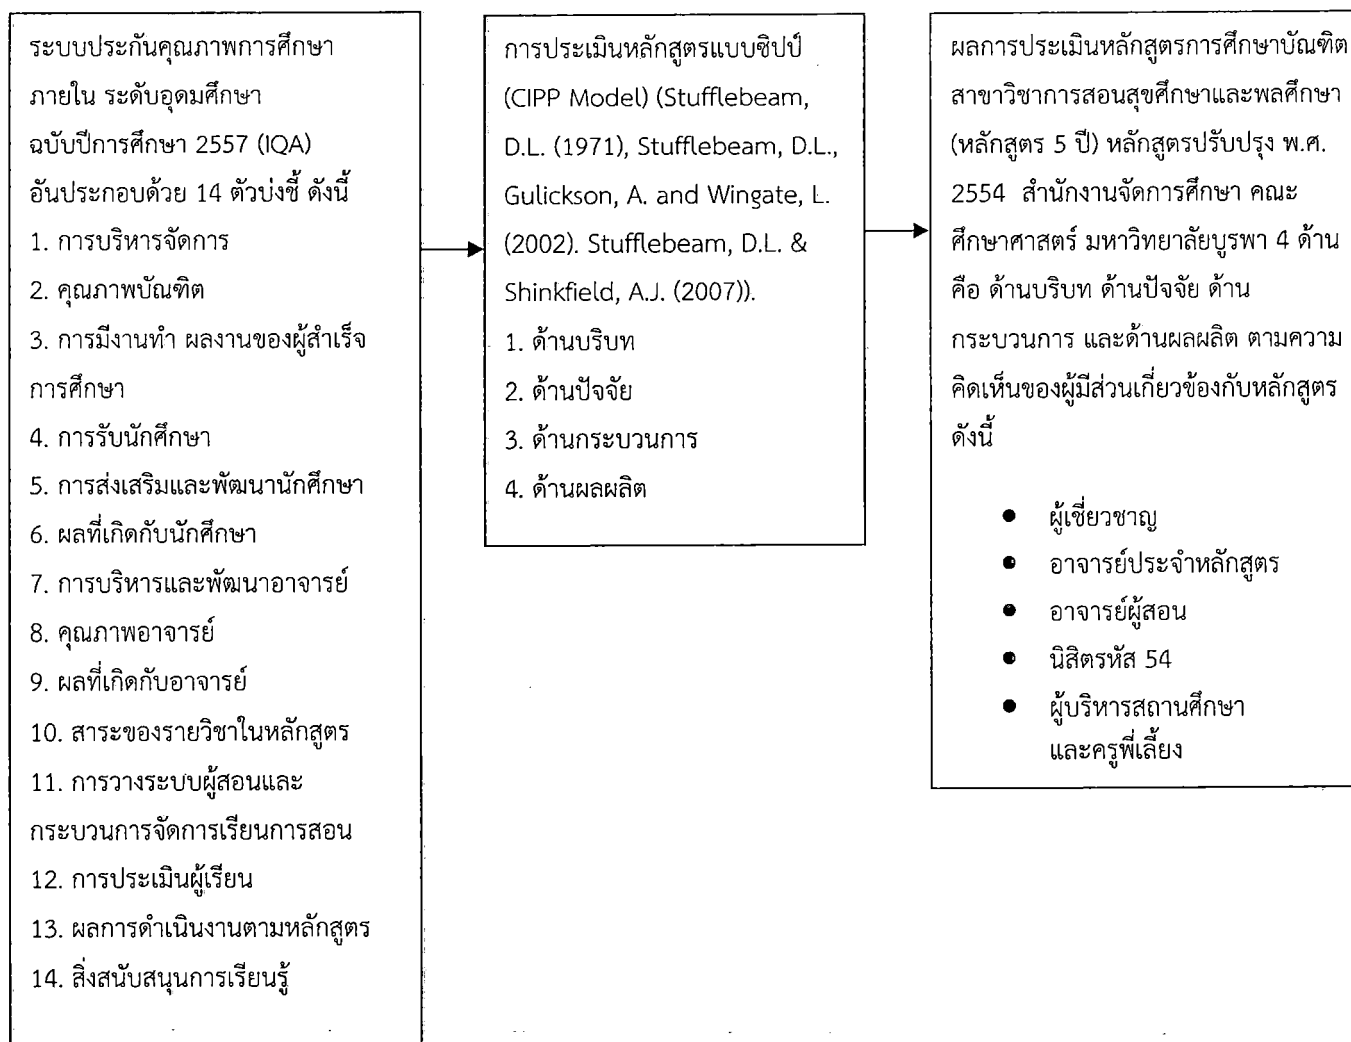 ระบบประกันคุณภาพการศึกษา
ภายใน ระดับอุดมศึกษา
ฉบับปีการศึกษา 2557 (IQA)
อันประกอบด้วย 14 ตัวบ่งชี้ ดังนี้
1. การบริหารจัดการ
2. คุณภาพบัณฑิต
3. การมีงานทำ ผลงานของผู้สำเร็จ
การศึกษา
4. การรับนักศึกษา
5. การส่งเสริมและพัฒนานักศึกษา
6. ผลที่เกิดกับนักศึกษา
7. การบริหารและพัฒนาอาจารย์
8. คุณภาพอาจารย์
9. ผลที่เกิดกับอาจารย์
10. สาระของรายวิชาในหลักสูตร
11. การวางระบบผู้สอนและ
กระบวนการจัดการเรียนการสอน
12. การประเมินผู้เรียน
13. ผลการดำเนินงานตามหลักสูตร
14. สิ่งสนับสนุนการเรียนรู้
การประเมินหลักสูตรแบบซิปป์
(CIPP Model) (Stufflebeam,
D.L. (1971), Stufflebeam, D.L.,
Gulickson, A. and Wingate, L.
(2002). Stufflebeam, D.L. &
Shinkfield, A.J. (2007)).
1. ด้านบริบท
2. ด้านปัจจัย
3. ด้านกระบวนการ
4. ด้านผลผลิต
ผลการประเมินหลักสูตรการศึกษาบัณฑิต
สาขาวิชาการสอนสุขศึกษาและพลศึกษา
(หลักสูตร 5 ปี) หลักสูตรปรับปรุง พ.ศ.
2554 สำนักงานจัดการศึกษา คณะ
ศึกษาศาสตร์ มหาวิทยาลัยบูรพา 4 ด้าน
คือ ด้านบริบท ด้านปัจจัย ด้าน
กระบวนการ และด้านผลผลิต ตามความ
คิดเห็นของผู้มีส่วนเกี่ยวข้องกับหลักสูตร
ดังนี้
● ผู้เชี่ยวชาญ
● อาจารย์ประจำหลักสูตร
● อาจารย์ผู้สอน
● นิสิตรหัส 54
● ผู้บริหารสถานศึกษา
และครูพี่เลี้ยง